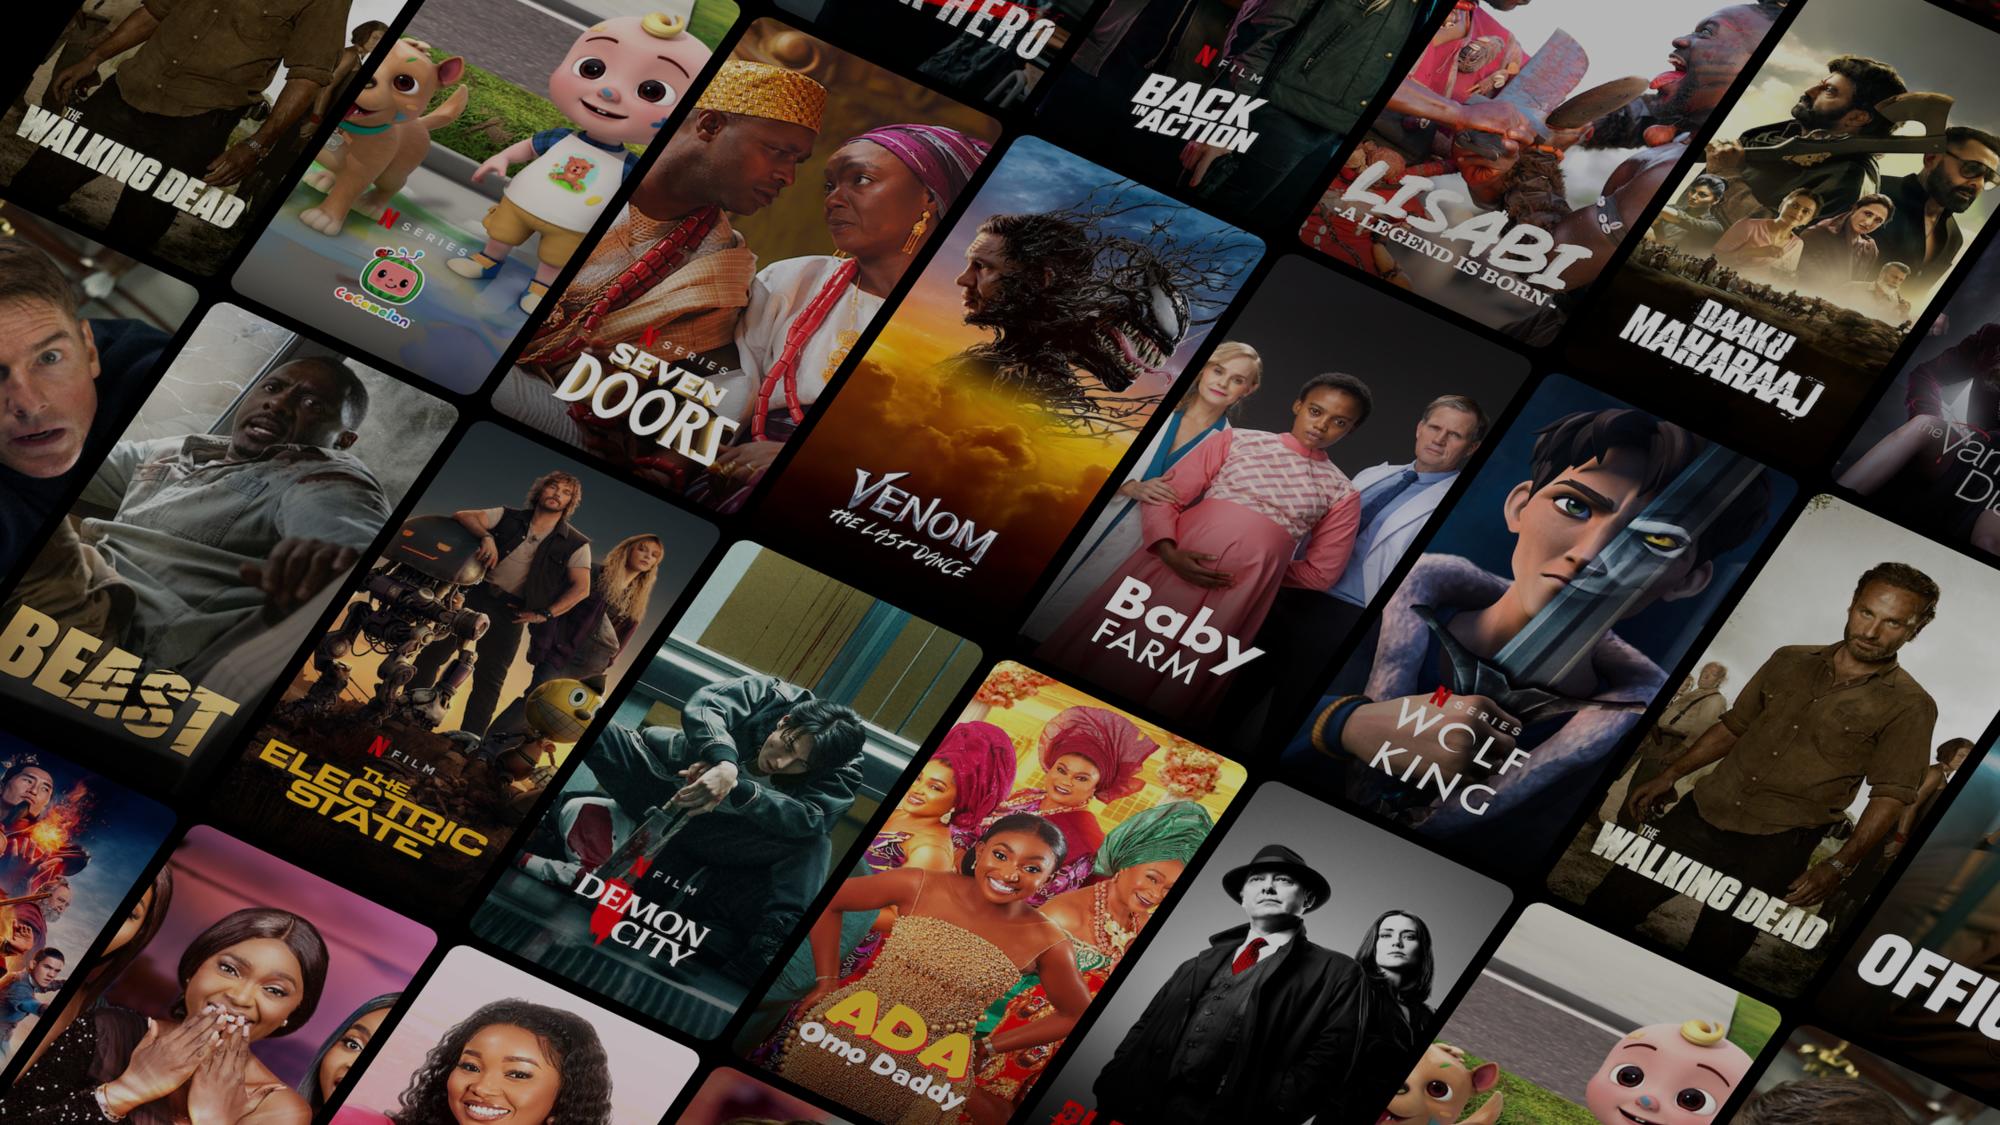 HERO
N FILM
BACK
IN ACTION
THE
WALKING DEAD
N SERIES
CoComelon
N SERIES
SEVEN
DOORS
LISABI
-A LEGEND IS BORN-
DAAKU
MAHARAAJ
VENOM
THE LAST DANCE
the Vam
BEAST
N FILM
THE
ELECTRIC
STATE
Baby
FARM
N SERIES
WOLF
KING
N FILM
DEMON
CITY
THE
WALKING DEAD
ADA
Omo Daddy
OFFIC